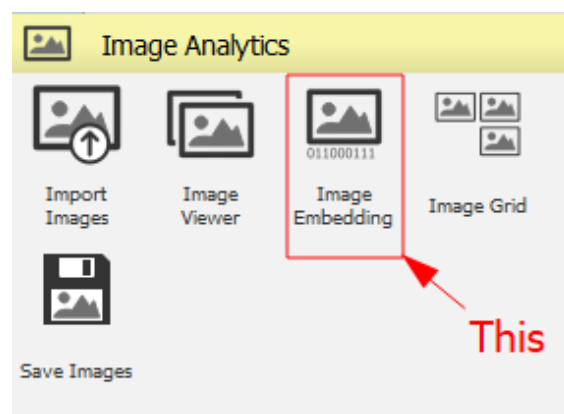 Image Analytics
Import
Images
Image
Viewer
011000111
Image
Embedding
Image Grid
This
Save Images